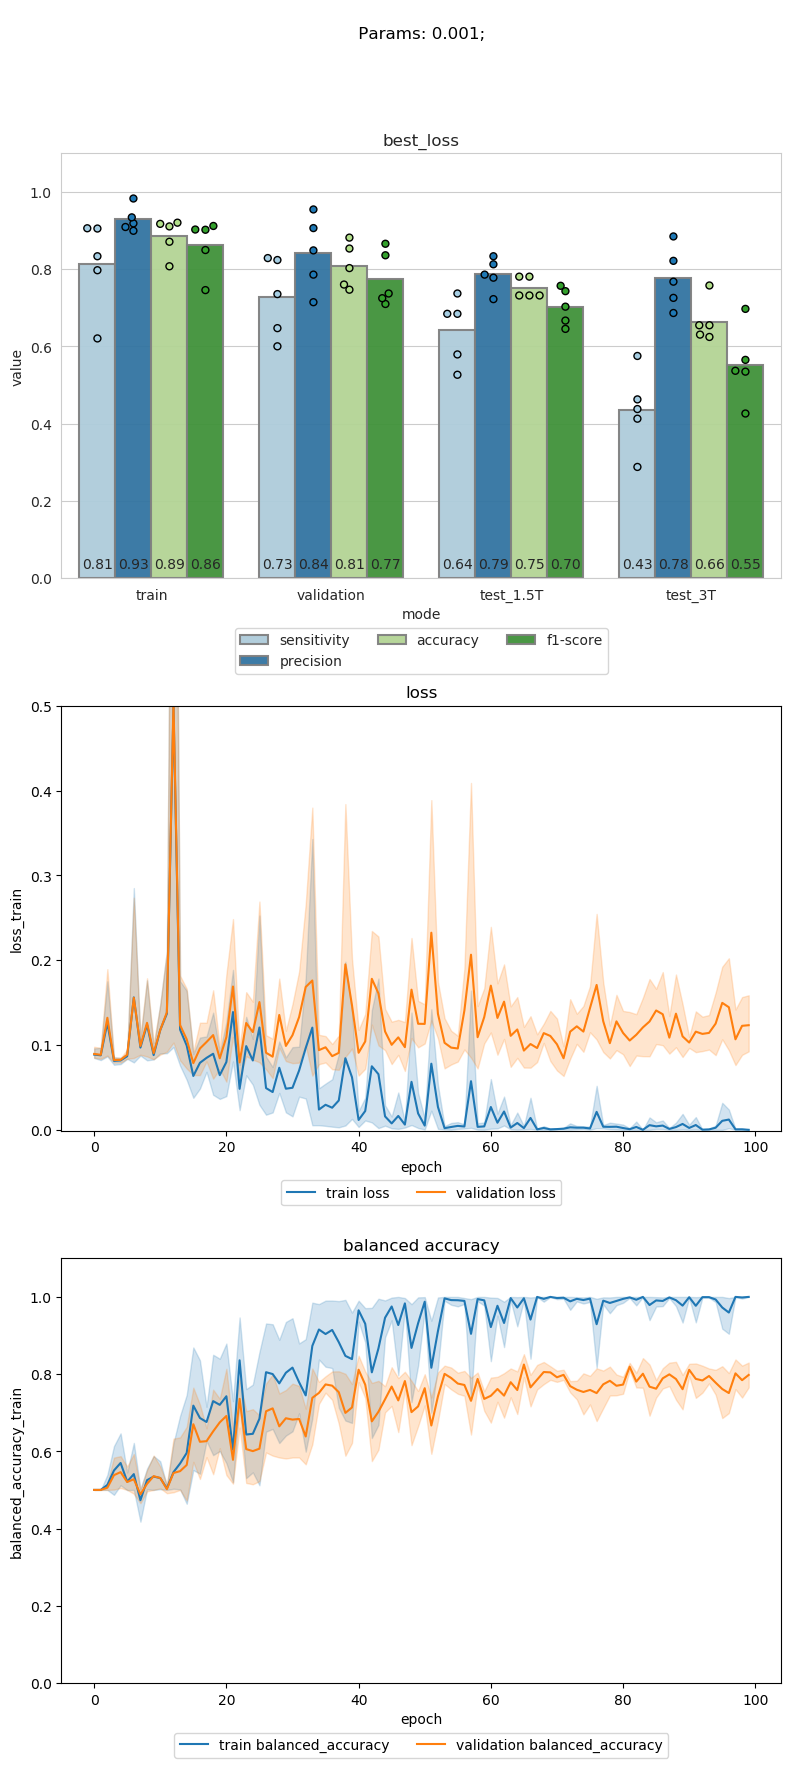 Params: 0.001;
best_loss
value
1.0
0.8
0.6
0.4
0.2
0.0
0.81 0.93 0.89 0.86 0.73 0.84 0.81 0.77 0.64 0.79 0.75 0.70 0.43 0.78 0.66 0.55
train validation test_1.5T test_3T
mode
sensitivity accuracy f1-score
precision
loss
loss_train
0.5
0.4
0.3
0.2
0.1
0.0
0 20 40 60 80 100
epoch
train loss validation loss
balanced accuracy
balanced_accuracy_train
1.0
0.8
0.6
0.4
0.2
0.0
0 20 40 60 80 100
epoch
train balanced_accuracy validation balanced_accuracy